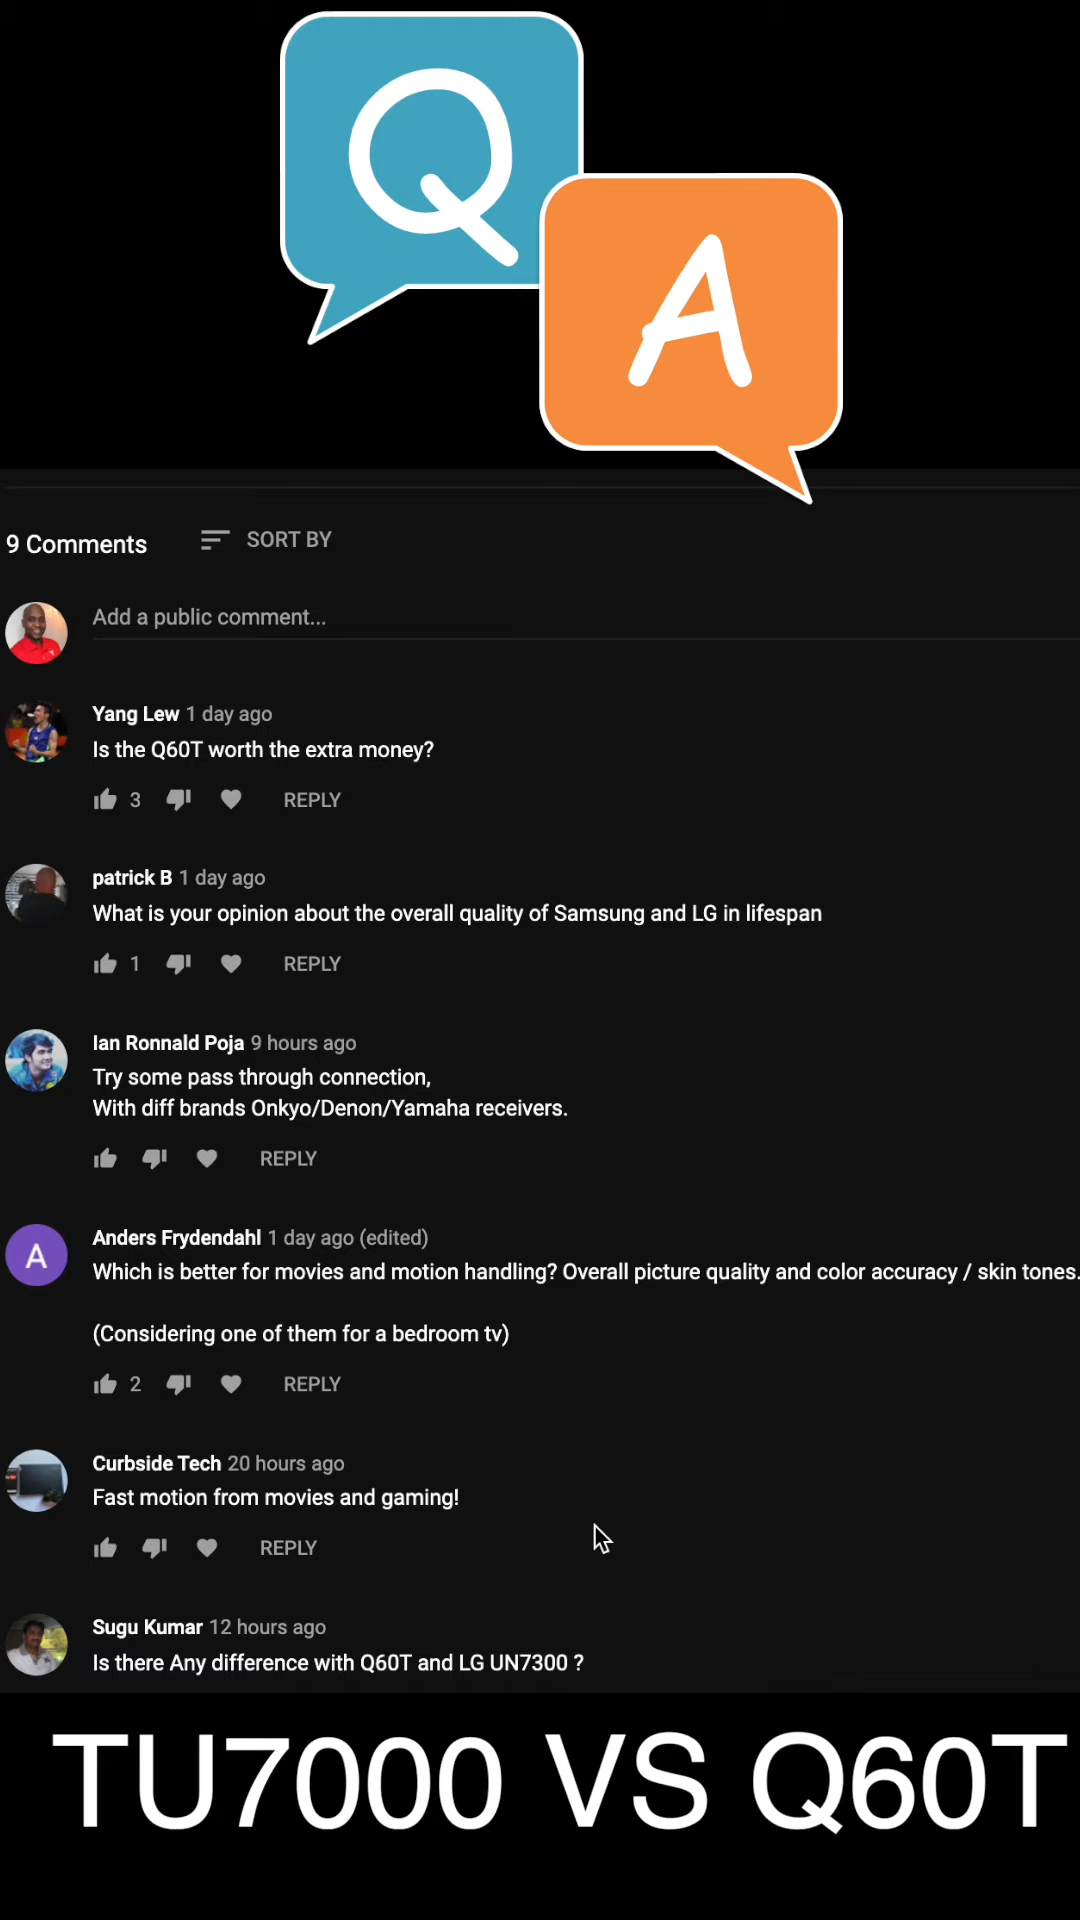 Q
A
9 Comments
SORT BY
Add a public comment...
Yang Lew 1 day ago
Is the Q60T worth the extra money?
3
REPLY
patrick B 1 day ago
What is your opinion about the overall quality of Samsung and LG in lifespan
1
REPLY
Ian Ronnald Poja 9 hours ago
Try some pass through connection,
With diff brands Onkyo/Denon/Yamaha receivers.
REPLY
A
Anders Frydendahl 1 day ago (edited)
Which is better for movies and motion handling? Overall picture quality and color accuracy / skin tones.
(Considering one of them for a bedroom tv)
2
REPLY
Curbside Tech 20 hours ago
Fast motion from movies and gaming!
REPLY
Sugu Kumar 12 hours ago
Is there Any difference with Q60T and LG UN7300 ?
TU7000 VS Q60T